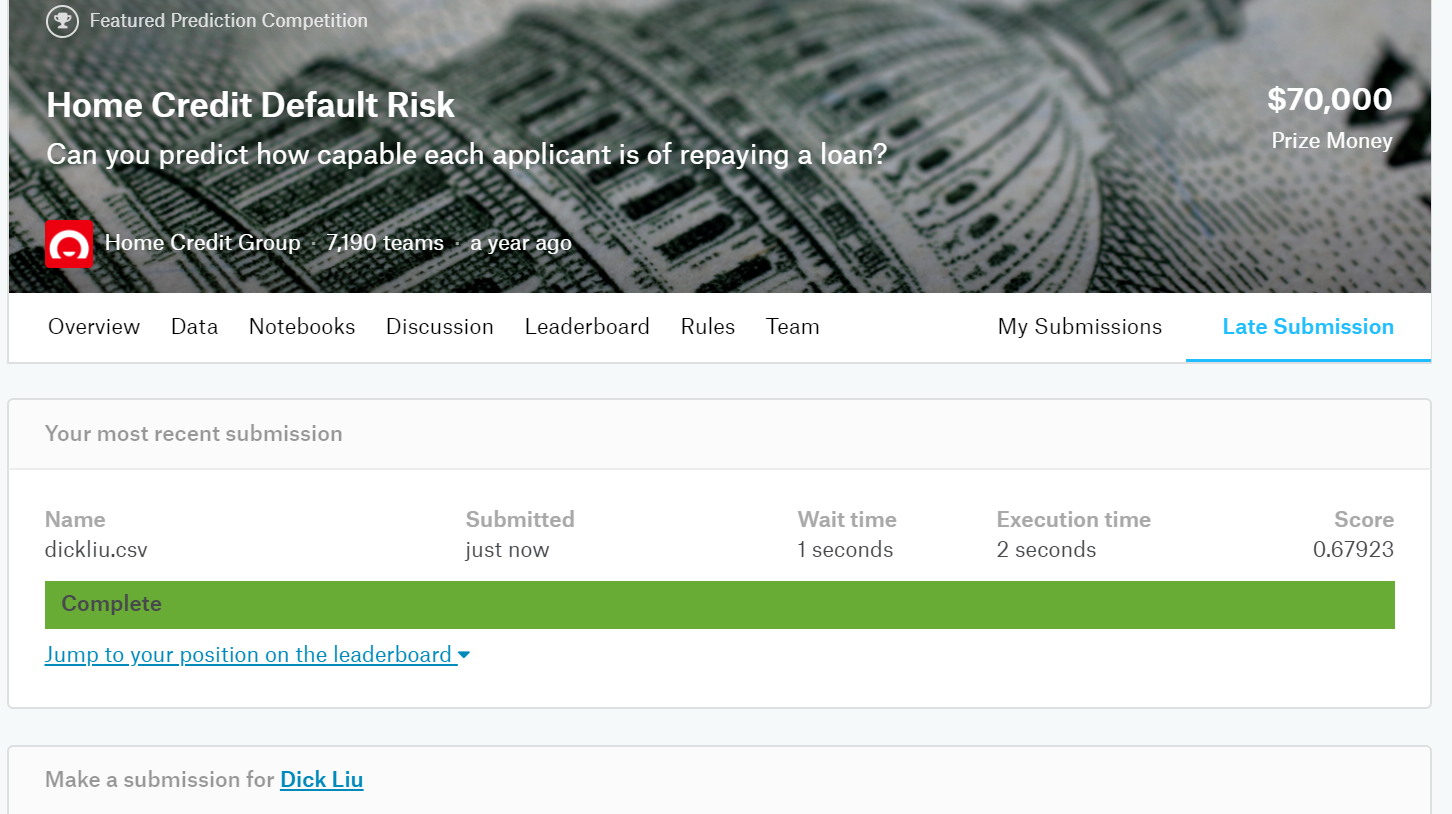 Featured Prediction Competition
Home Credit Default Risk
$70,000
Can you predict how capable each applicant is of repaying a loan?
Prize Money
Home Credit Group · 7,190 teams · a year ago
Overview Data Notebooks Discussion Leaderboard Rules Team My Submissions Late Submission
Your most recent submission
Name Submitted Wait time Execution time Score
dickliu.csv just now 1 seconds 2 seconds 0.67923
Complete
Jump to your position on the leaderboard
Make a submission for Dick Liu